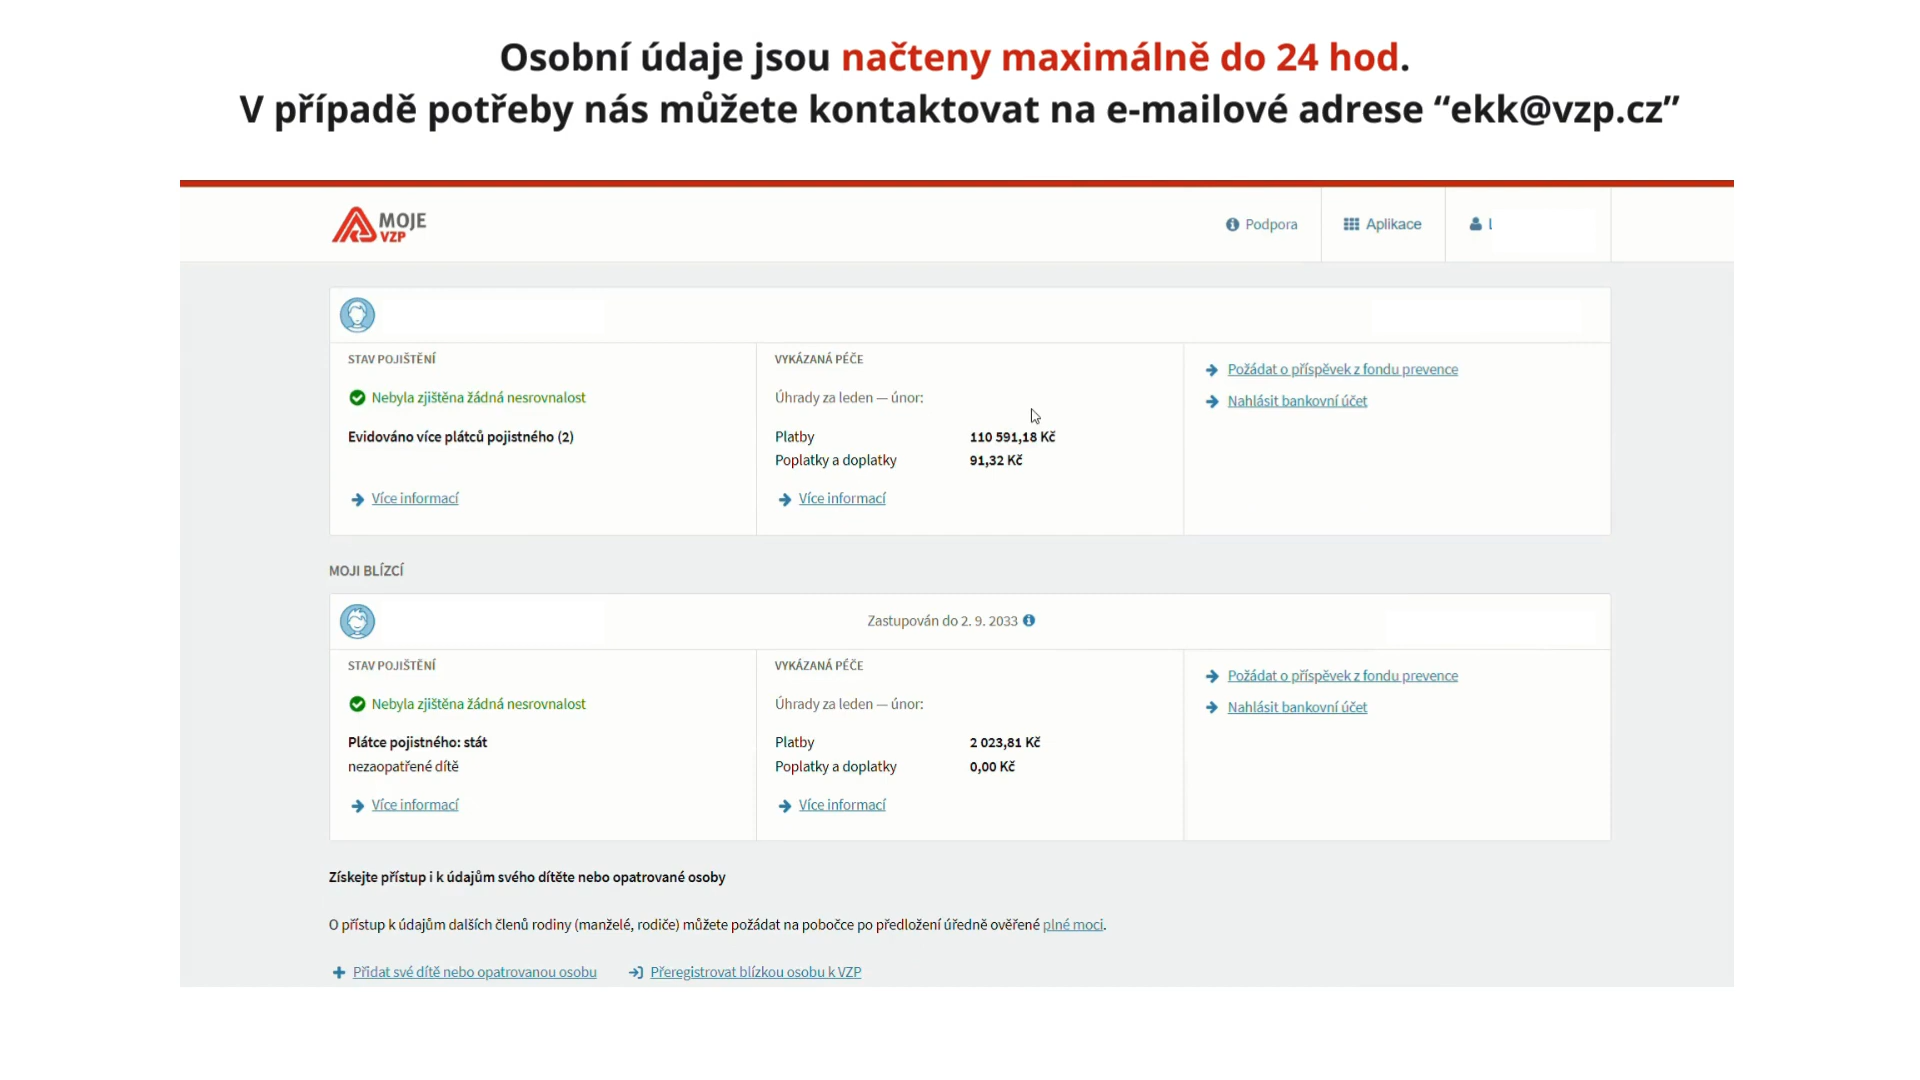 Osobní údaje jsou načteny maximálně do 24 hod.
V případě potřeby nás můžete kontaktovat na e-mailové adrese “ekk@vzp.cz”
MOJE
VZP
Podpora
Aplikace
STAV POJIŠTĚNÍ
Nebyla zjištěna žádná nesrovnalost
Evidováno více plátců pojistného (2)
Více informací
VYKÁZANÁ PÉČE
Úhrady za leden — únor:
Platby 110 591,18 Kč
Poplatky a doplatky 91,32 Kč
Více informací
Požádat o příspěvek z fondu prevence
Nahlásit bankovní účet
MOJI BLÍZCÍ
Zastupován do 2. 9. 2033
STAV POJIŠTĚNÍ
Nebyla zjištěna žádná nesrovnalost
Plátce pojistného: stát
nezaopatřené dítě
Více informací
VYKÁZANÁ PÉČE
Úhrady za leden — únor:
Platby 2 023,81 Kč
Poplatky a doplatky 0,00 Kč
Více informací
Požádat o příspěvek z fondu prevence
Nahlásit bankovní účet
Získejte přístup i k údajům svého dítěte nebo opatrované osoby
O přístup k údajům dalších členů rodiny (manželé, rodiče) můžete požádat na pobočce po předložení úředně ověřené plné moci.
Přidat své dítě nebo opatrovanou osobu
Přeregistrovat blízkou osobu k VZP